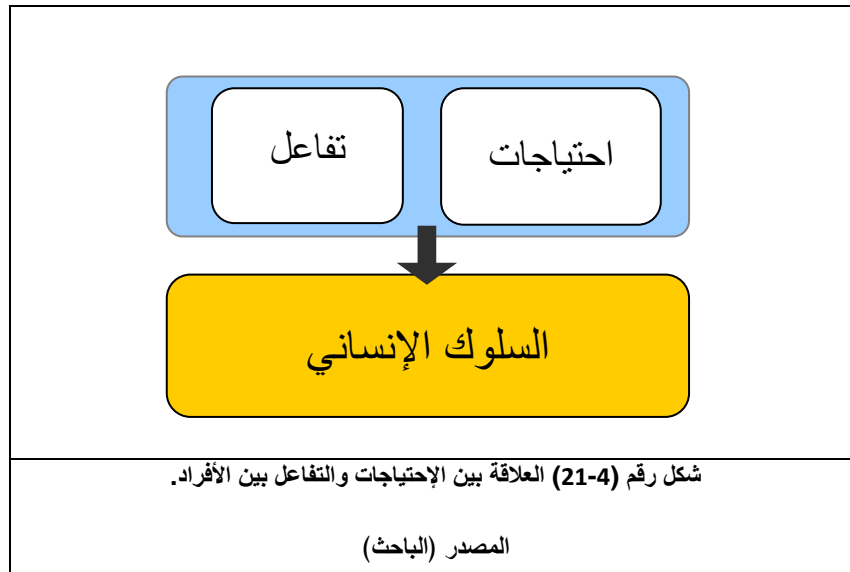 احتياجات
تفاعل
السلوك الإنساني
شكل رقم (4-21) العلاقة بين الإحتياجات والتفاعل بين الأفراد.
المصدر (الباحث)